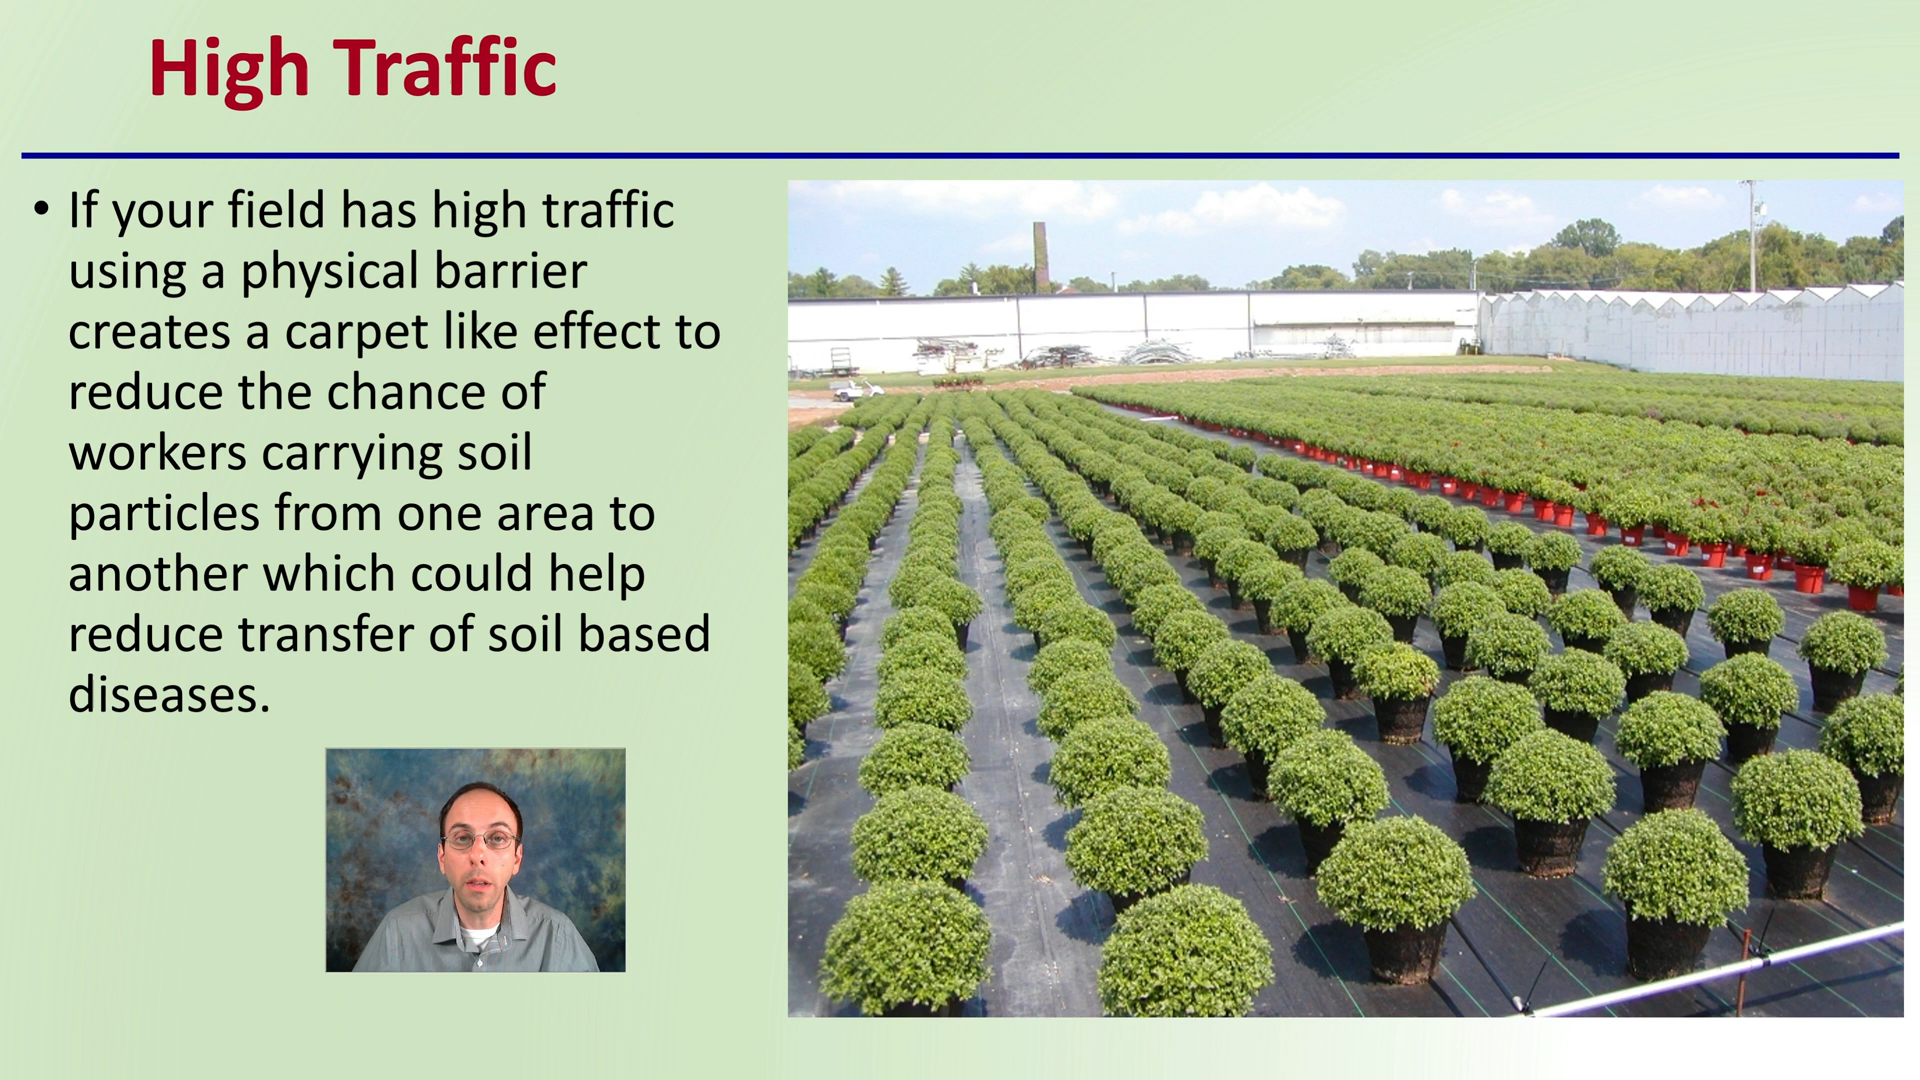 High Traffic
• If your field has high traffic
using a physical barrier
creates a carpet like effect to
reduce the chance of
workers carrying soil
particles from one area to
another which could help
reduce transfer of soil based
diseases.